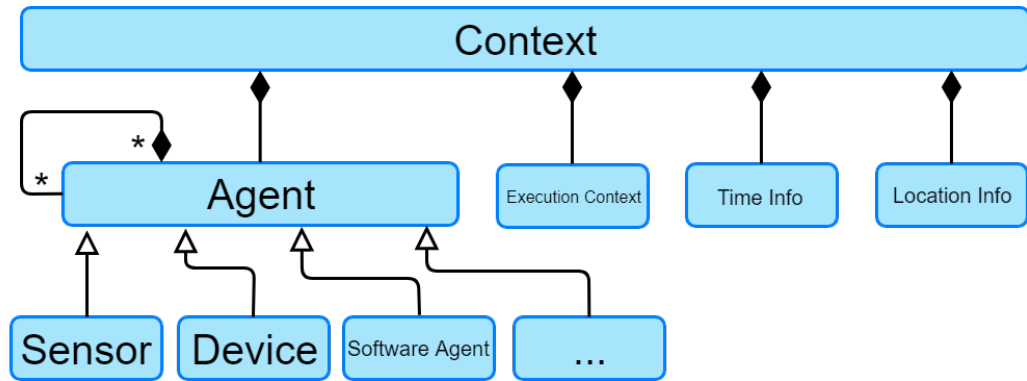 Context
*
*
Agent
Execution Context
Time Info
Location Info
Sensor
Device
Software Agent
...